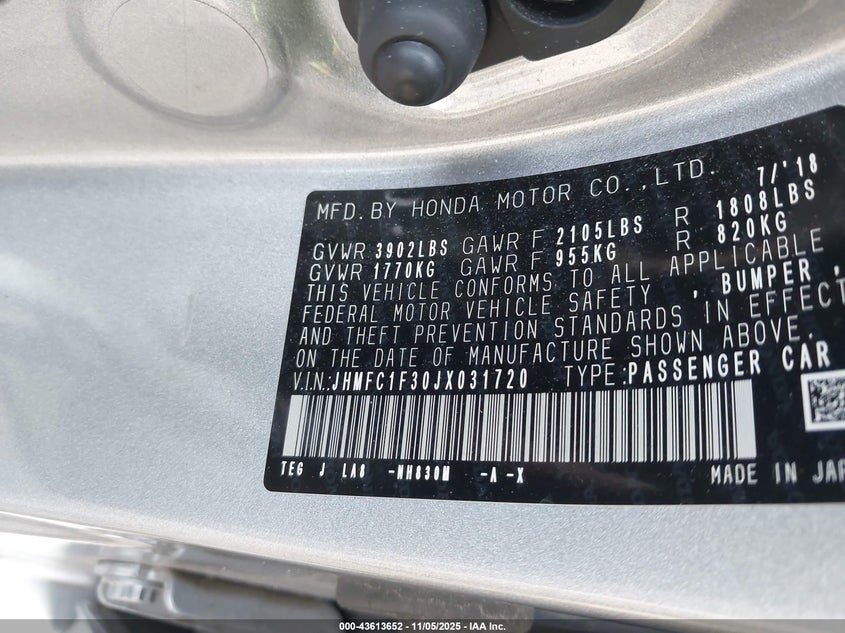 MFD. BY HONDA MOTOR CO.,LTD. 7/'18
GVWR 3902LBS GAWR F 2105LBS R 1808LBS
GVWR 1770KG GAWR F 955KG R 820KG
THIS VEHICLE CONFORMS TO ALL APPLICABLE
FEDERAL MOTOR VEHICLE SAFETY , BUMPER ,
AND THEFT PREVENTION STANDARDS IN EFFECT
ON THE DATE OF MANUFACTURE SHOWN ABOVE.
V.I.N.:JHMFC1F30JX031720 TYPE:PASSENGER CAR
TEG J LA8 -NH830M -A -X MADE IN JAP
000-43613652 - 11/05/2025 - IAA Inc.